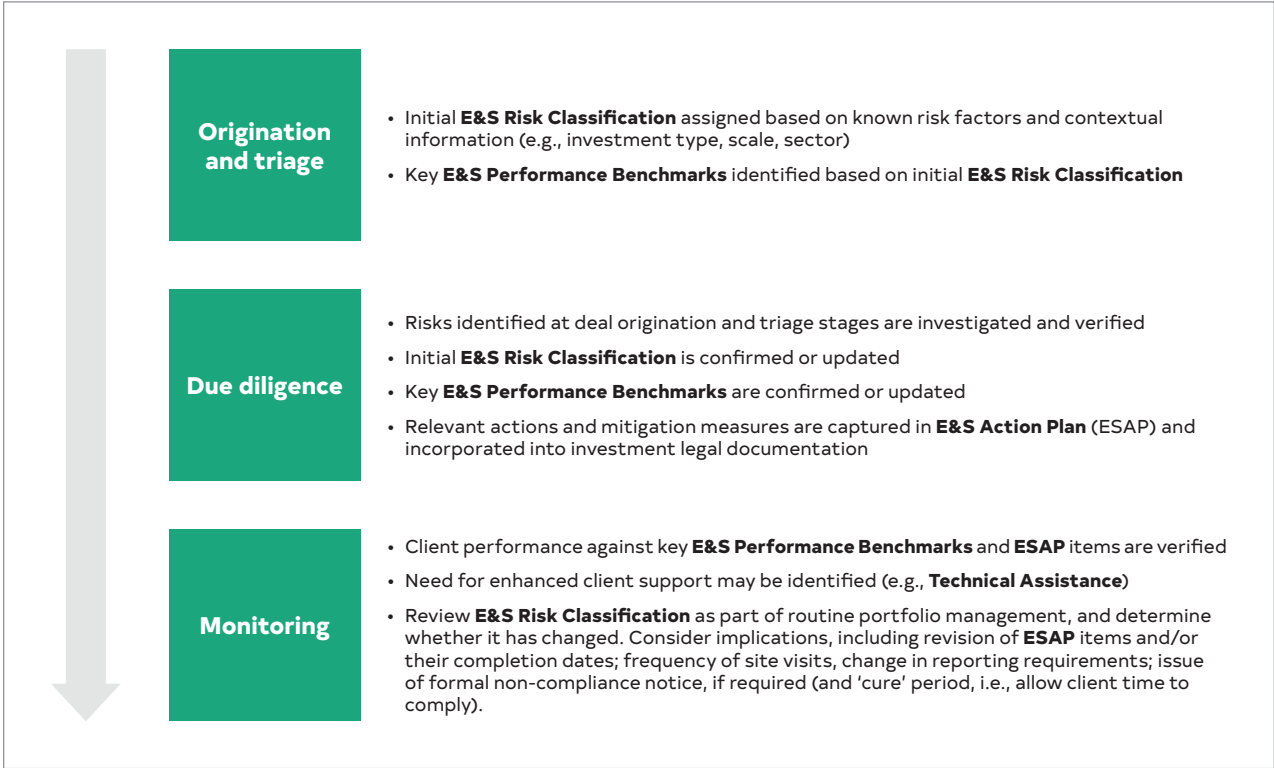 Origination
and triage
• Initial E&S Risk Classification assigned based on known risk factors and contextual
information (e.g., investment type, scale, sector)
• Key E&S Performance Benchmarks identified based on initial E&S Risk Classification
Due diligence
• Risks identified at deal origination and triage stages are investigated and verified
• Initial E&S Risk Classification is confirmed or updated
• Key E&S Performance Benchmarks are confirmed or updated
• Relevant actions and mitigation measures are captured in E&S Action Plan (ESAP) and
incorporated into investment legal documentation
Monitoring
• Client performance against key E&S Performance Benchmarks and ESAP items are verified
• Need for enhanced client support may be identified (e.g., Technical Assistance)
• Review E&S Risk Classification as part of routine portfolio management, and determine
whether it has changed. Consider implications, including revision of ESAP items and/or
their completion dates; frequency of site visits, change in reporting requirements; issue
of formal non-compliance notice, if required (and ‘cure’ period, i.e., allow client time to
comply).